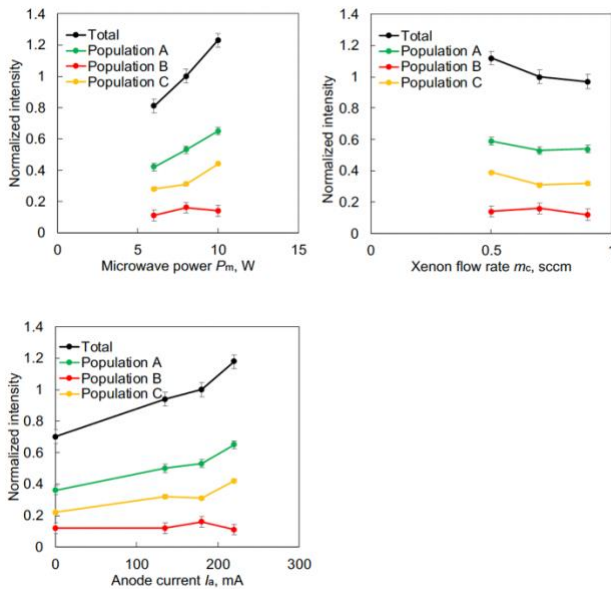 1.4
1.2
1
0.8
0.6
0.4
0.2
0
Normalized intensity
Total
Population A
Population B
Population C
0 5 10 15
Microwave power Pm, W
1.4
1.2
1
0.8
0.6
0.4
0.2
0
Normalized intensity
Total
Population A
Population B
Population C
0 0.5 1
Xenon flow rate mc, sccm
1.4
1.2
1
0.8
0.6
0.4
0.2
0
Normalized intensity
Total
Population A
Population B
Population C
0 100 200 300
Anode current Ia, mA